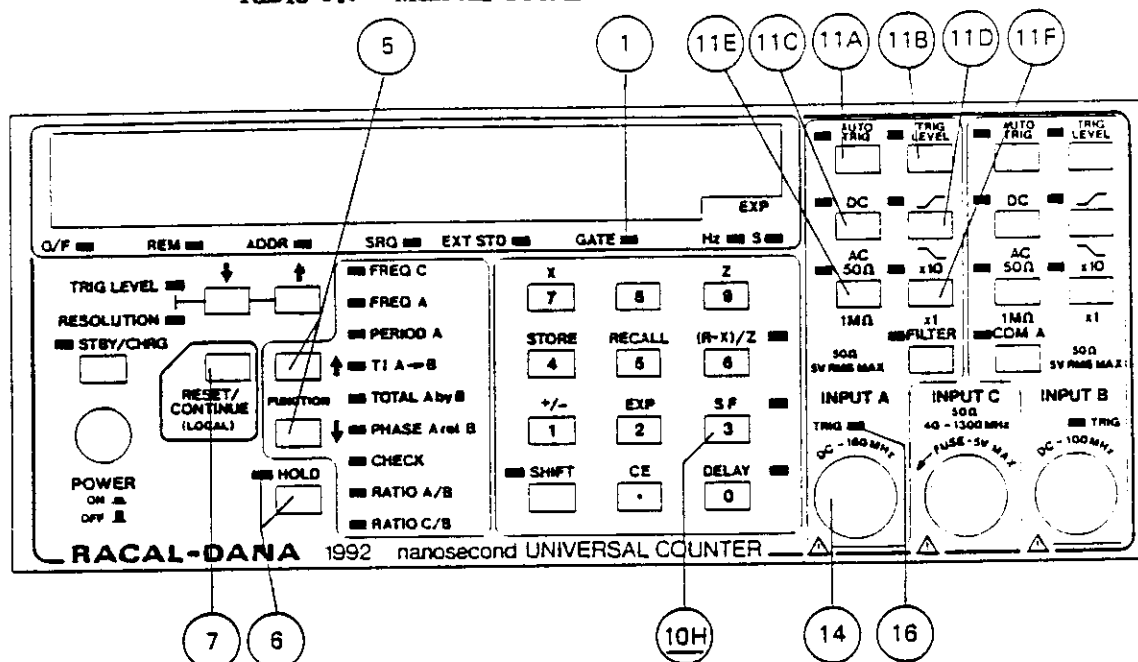 5
1
11E
11C
11A
11B
11D
11F
AUTO TRIG
TRIG LEVEL
AUTO TRIG
TRIG LEVEL
EXP
DC
DC
O/F
REM
ADDR
SRQ
EXT STD
GATE
Hz
S
TRIG LEVEL
RESOLUTION
STBY/CHRG
RESET/
CONTINUE
(LOCAL)
POWER
ON
OFF
FUNCTION
HOLD
FREQ C
FREQ A
PERIOD A
TI A→B
TOTAL A by B
PHASE A rel B
CHECK
RATIO A/B
RATIO C/B
X
Z
7
8
9
STORE
RECALL
(R-X)/Z
4
5
6
+/-
EXP
SF
1
2
3
SHIFT
CE
DELAY
.
0
AC
50Ω
x10
AC
50Ω
x10
1MΩ
x1
1MΩ
x1
FILTER
COM A
50Ω
5V RMS MAX
50Ω
5V RMS MAX
INPUT A
INPUT C
INPUT B
50Ω
40-1300 MHz
TRIG
TRIG
DC-160 MHz
FUSE-5V MAX
DC-100 MHz
RACAL-DANA 1992 nanosecond UNIVERSAL COUNTER
7
6
10H
14
16